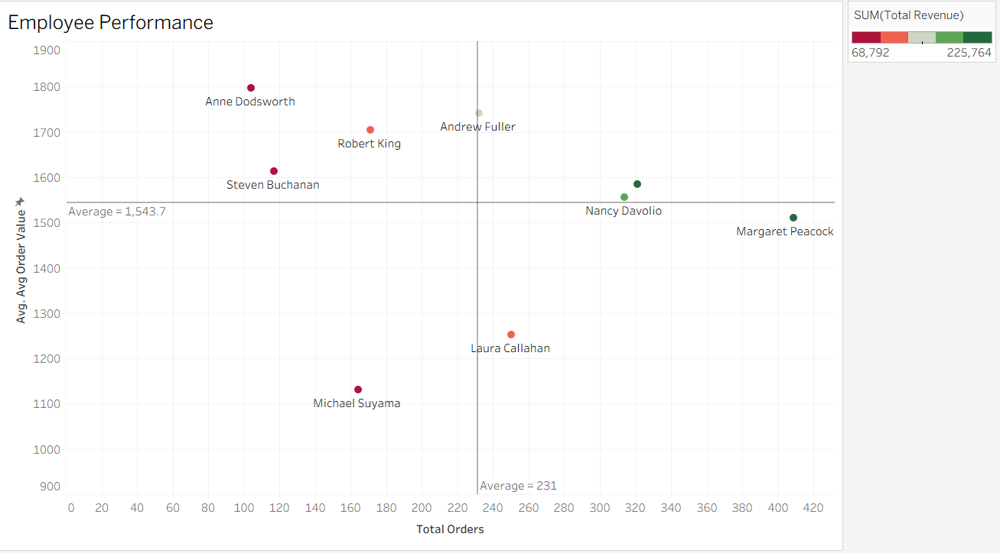 Employee Performance
SUM(Total Revenue)
68,792 225,764
1900
1800
Anne Dodsworth
Andrew Fuller
1700
Robert King
1600
Steven Buchanan
Average = 1,543.7
Nancy Davolio
1500
Margaret Peacock
1400
1300
Laura Callahan
1200
Michael Suyama
1100
1000
900
Average = 231
Avg. Avg Order Value
0 20 40 60 80 100 120 140 160 180 200 220 240 260 280 300 320 340 360 380 400 420
Total Orders